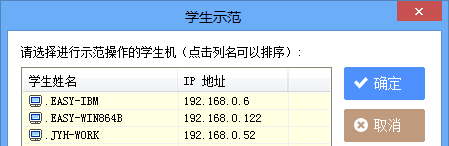 学生示范
请选择进行示范操作的学生机（点击列名可以排序）:
学生姓名 IP 地址
.EASY-IBM 192.168.0.6
.EASY-WIN864B 192.168.0.122
.JYH-WORK 192.168.0.52
确定
取消